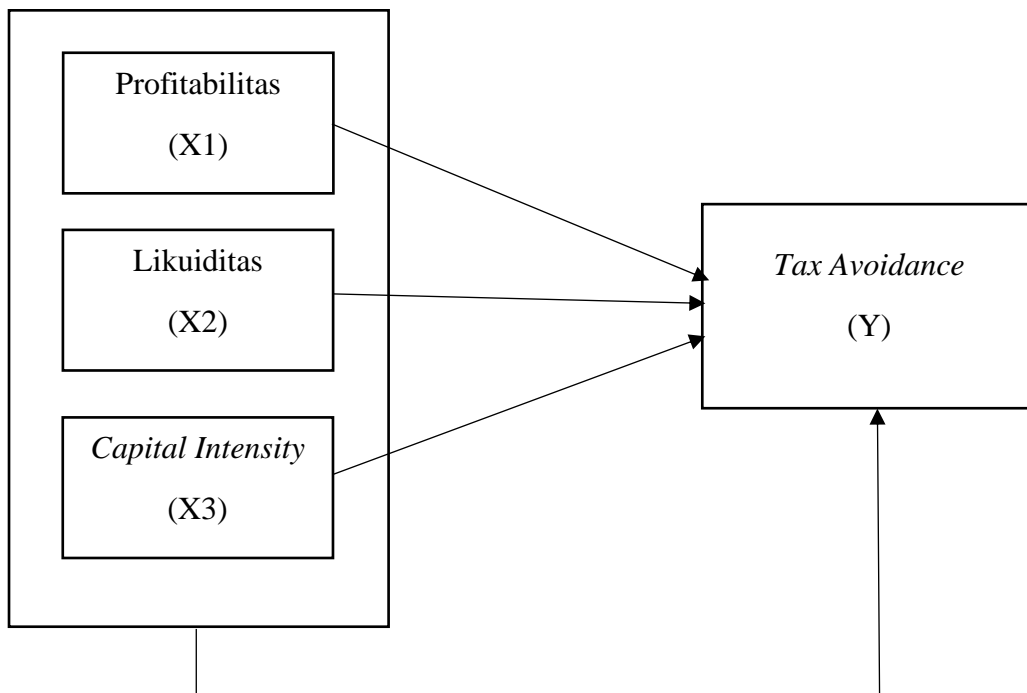 Profitabilitas
(X1)
Likuiditas
(X2)
Capital Intensity
(X3)
Tax Avoidance
(Y)